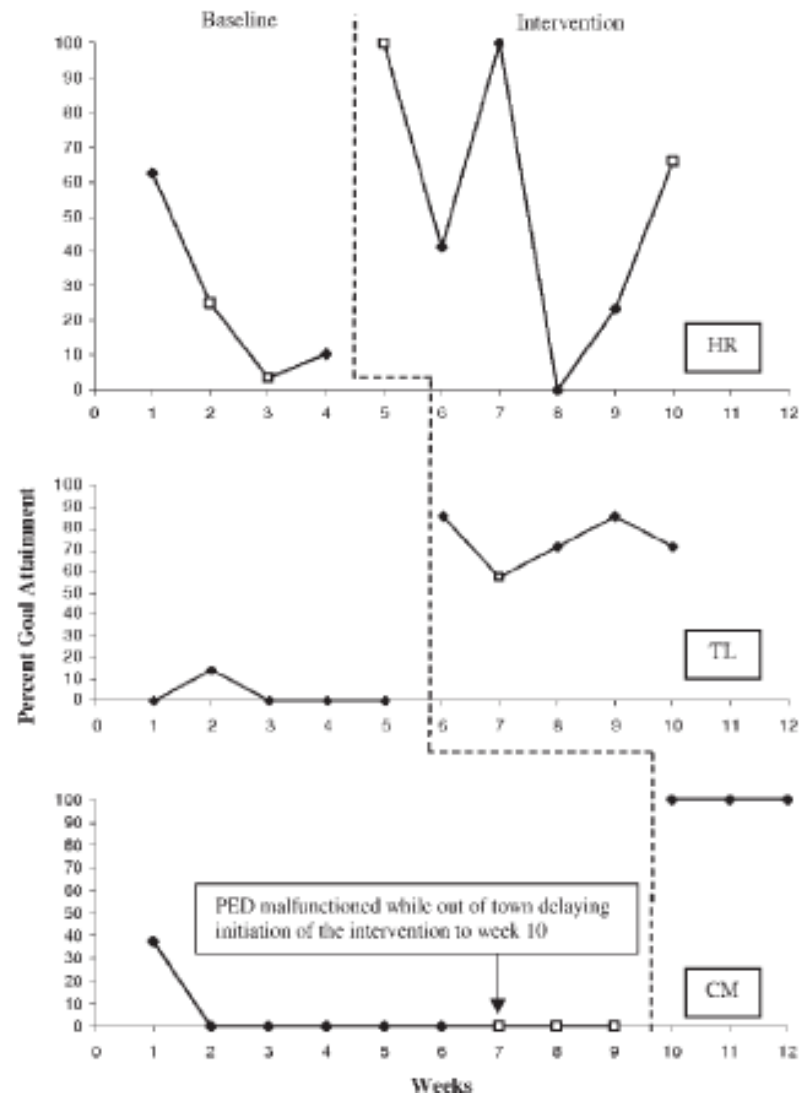 Baseline
Intervention
100
90
80
70
60
50
40
30
20
10
0
HR
0 1 2 3 4 5 6 7 8 9 10 11 12
Percent Goal Attainment
100
90
80
70
60
50
40
30
20
10
0
TL
0 1 2 3 4 5 6 7 8 9 10 11 12
100
90
80
70
60
50
40
30
20
10
0
PED malfunctioned while out of town delaying
initiation of the intervention to week 10
CM
0 1 2 3 4 5 6 7 8 9 10 11 12
Weeks